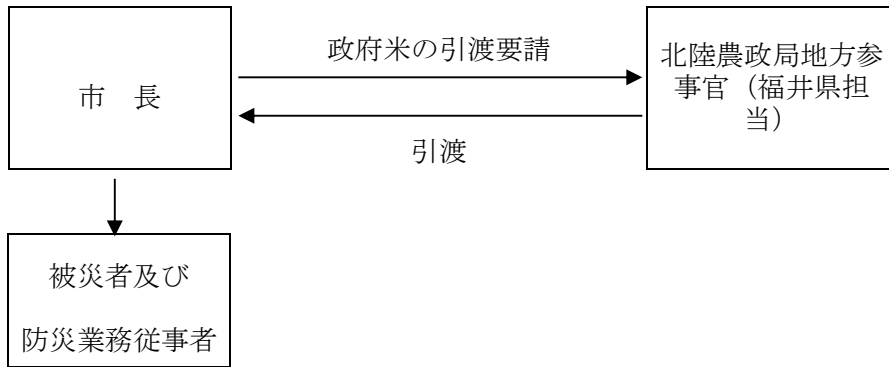 政府米の引渡要請
市　長
北陸農政局地方参
事官（福井県担
当）
引渡
被災者及び
防災業務従事者